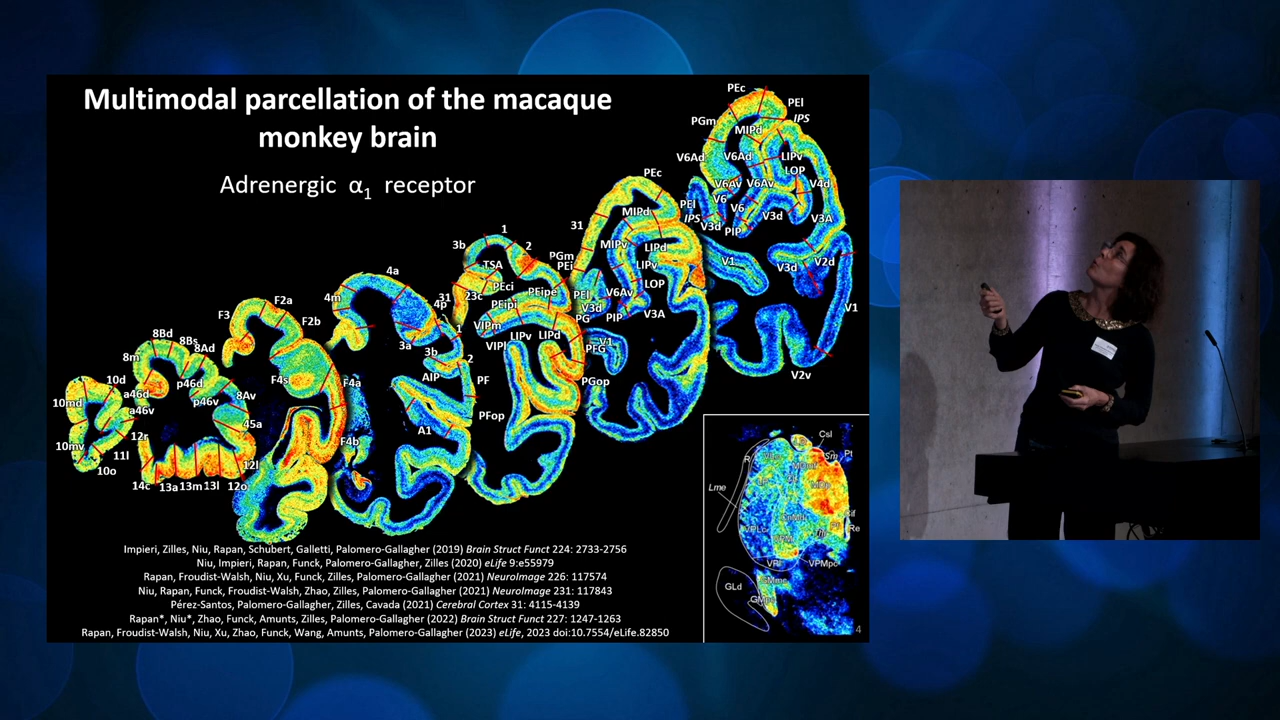 Multimodal parcellation of the macaque
monkey brain
Adrenergic α₁ receptor
PEc
PEl
IPS
PGm
MIPd
V6Ad
V6Ad
LIPv
LOP
V6Av
V6Av
V4d
V6
V6
V3d
V3A
V3d
PIP
V1
V3d
V2d
V1
V2v
PEc
31
MIPd
PEl
IPS
MIPv
LIPd
LIPv
PGm
PEi
V6Av
LOP
PEl
V3d
PIP
V3A
PG
V1
PFG
PGop
1
3b
2
TSA
PEci
31
23c
PEipe
PEipi
VIPm
LIPv
LIPd
VIPl
PF
PFop
4a
4m
4p
3a
3b
1
2
AIP
A1
F2a
F3
F2b
F4s
F4a
F4b
8Bd
8Bs
8Ad
8m
p46d
a46d
p46v
8Av
a46v
45a
12r
11l
12l
14c
13a
13m
13l
12o
10d
10md
10mv
10o
Impieri, Zilles, Niu, Rapan, Schubert, Galletti, Palomero-Gallagher (2019) Brain Struct Funct 224: 2733-2756
Niu, Impieri, Rapan, Funck, Palomero-Gallagher, Zilles (2020) eLife 9:e55979
Rapan, Froudist-Walsh, Niu, Xu, Funck, Zilles, Palomero-Gallagher (2021) NeuroImage 226: 117574
Niu, Rapan, Funck, Froudist-Walsh, Zhao, Zilles, Palomero-Gallagher (2021) NeuroImage 231: 117843
Pérez-Santos, Palomero-Gallagher, Zilles, Cavada (2021) Cerebral Cortex 31: 4115-4139
Rapan*, Niu*, Zhao, Funck, Amunts, Zilles, Palomero-Gallagher (2022) Brain Struct Funct 227: 1247-1263
Rapan, Froudist-Walsh, Niu, Xu, Zhao, Funck, Wang, Amunts, Palomero-Gallagher (2023) eLife, 2023 doi:10.7554/eLife.82850
Csl
Sm
Lme
Re
VPMpc
GLd
4